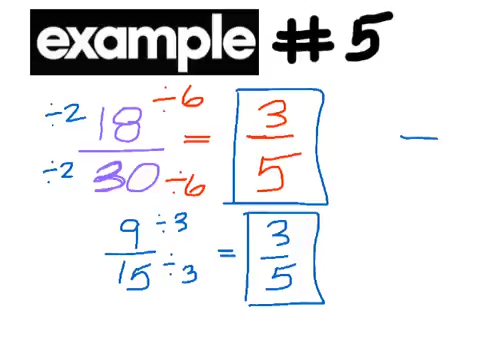 example #5
÷2 18 ÷6 = 3
÷2 30 ÷6 5
9 ÷3 = 3
15 ÷3 5